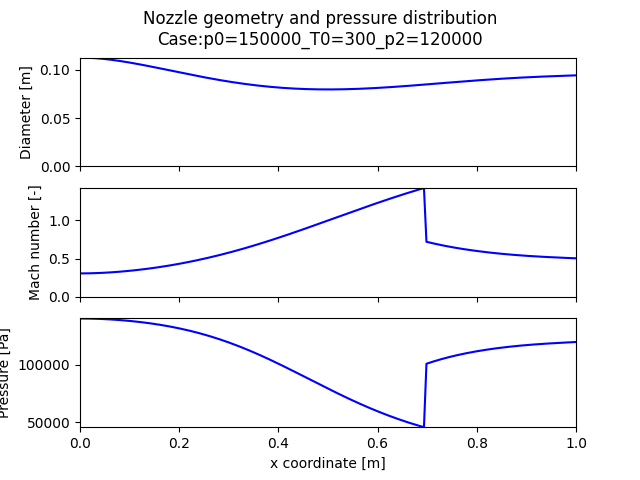 Nozzle geometry and pressure distribution
Case:p0=150000_T0=300_p2=120000
0.10
0.05
0.00
Diameter [m]
1.0
0.5
0.0
Mach number [-]
100000
50000
Pressure [Pa]
0.0 0.2 0.4 0.6 0.8 1.0
x coordinate [m]